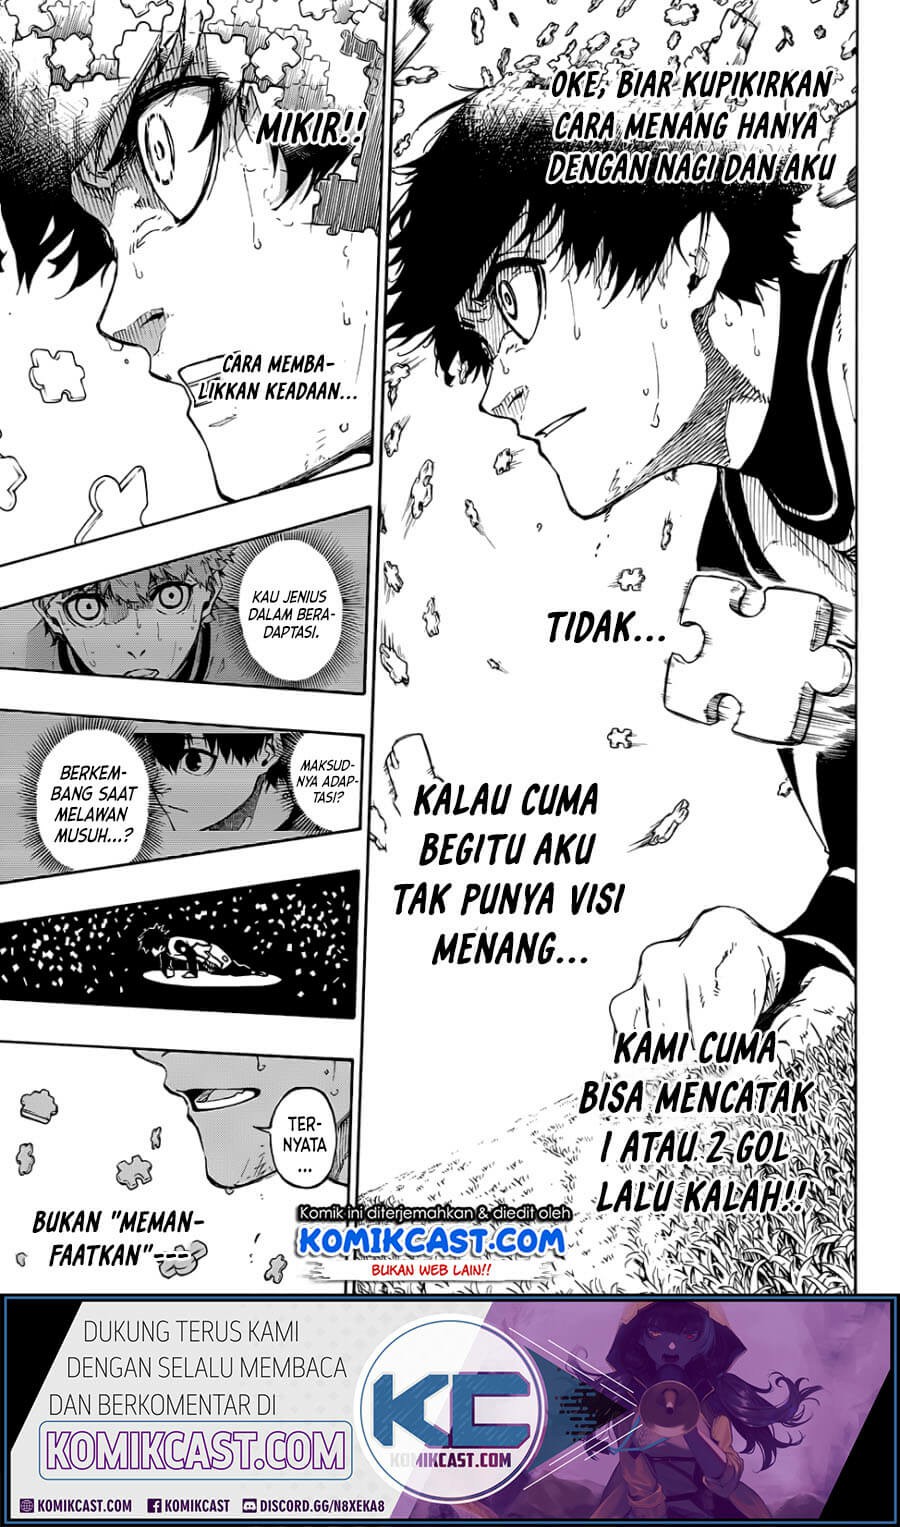 OKE, BIAR KUPIKIRKAN
CARA MENANG HANYA
DENGAN NAGI DAN AKU
TIDAK...
KALAU CUMA
BEGITU AKU
TAK PUNYA VISI
MENANG...
KAMI CUMA
BISA MENCATAK
1 ATAU 2 GOL
LALU KALAH!!
MIKIR!!
CARA MEMBA-
LIKKAN KEADAAN...
KAU JENIUS
DALAM BERA-
DAPTASI.
MAKSUD-
NYA ADAP-
TASI?
BERKEM-
BANG SAAT
MELAWAN
MUSUH...?
TER-
NYATA
...
BUKAN "MEMAN-
FAATKAN"---
Komik ini diterjemahkan & diedit oleh
KOMIKCAST.COM
BUKAN WEB LAIN!!
DUKUNG TERUS KAMI
DENGAN SELALU MEMBACA
DAN BERKOMENTAR DI
KOMIKCAST.COM
KOMIKCAST.COM KOMIKCAST DISCORD.GG/N8XEKA8
KC
KOMIKCAST.COM